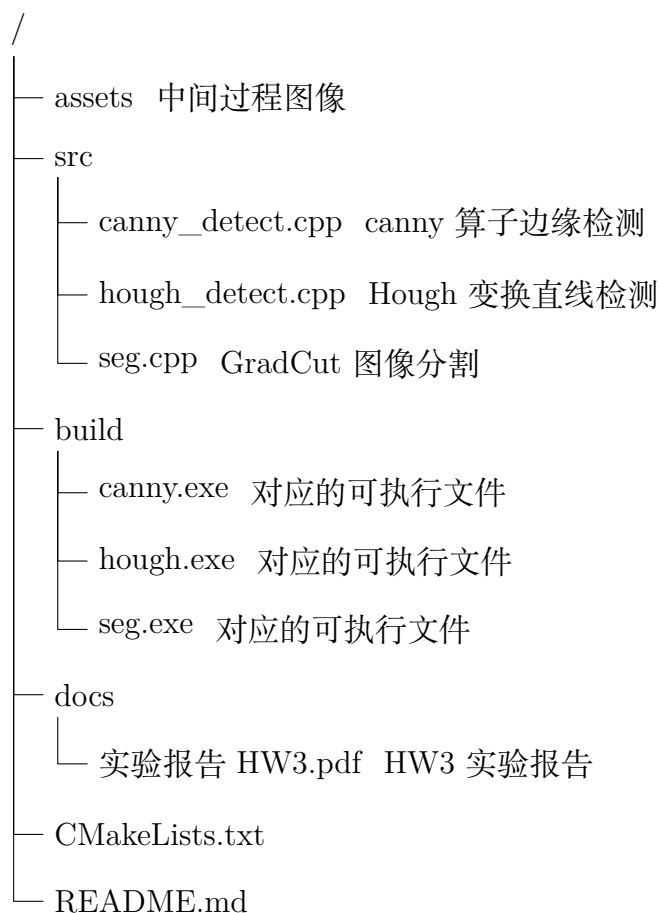 /
assets 中间过程图像
src
canny_detect.cpp canny 算子边缘检测
hough_detect.cpp Hough 变换直线检测
seg.cpp GradCut 图像分割
build
canny.exe 对应的可执行文件
hough.exe 对应的可执行文件
seg.exe 对应的可执行文件
docs
实验报告 HW3.pdf HW3 实验报告
CMakeLists.txt
README.md